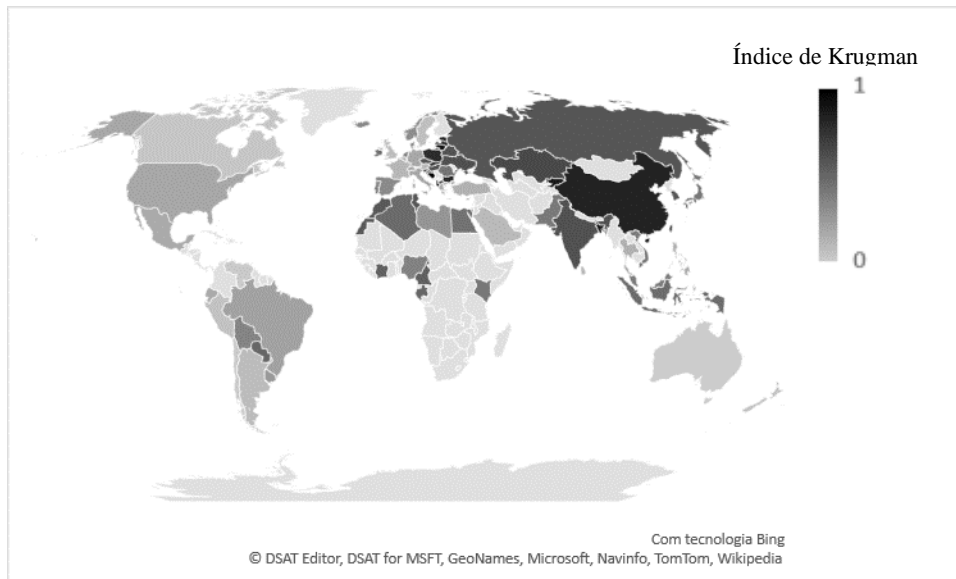 Índice de Krugman
1
0
Com tecnologia Bing
© DSAT Editor, DSAT for MSFT, GeoNames, Microsoft, Navinfo, TomTom, Wikipedia